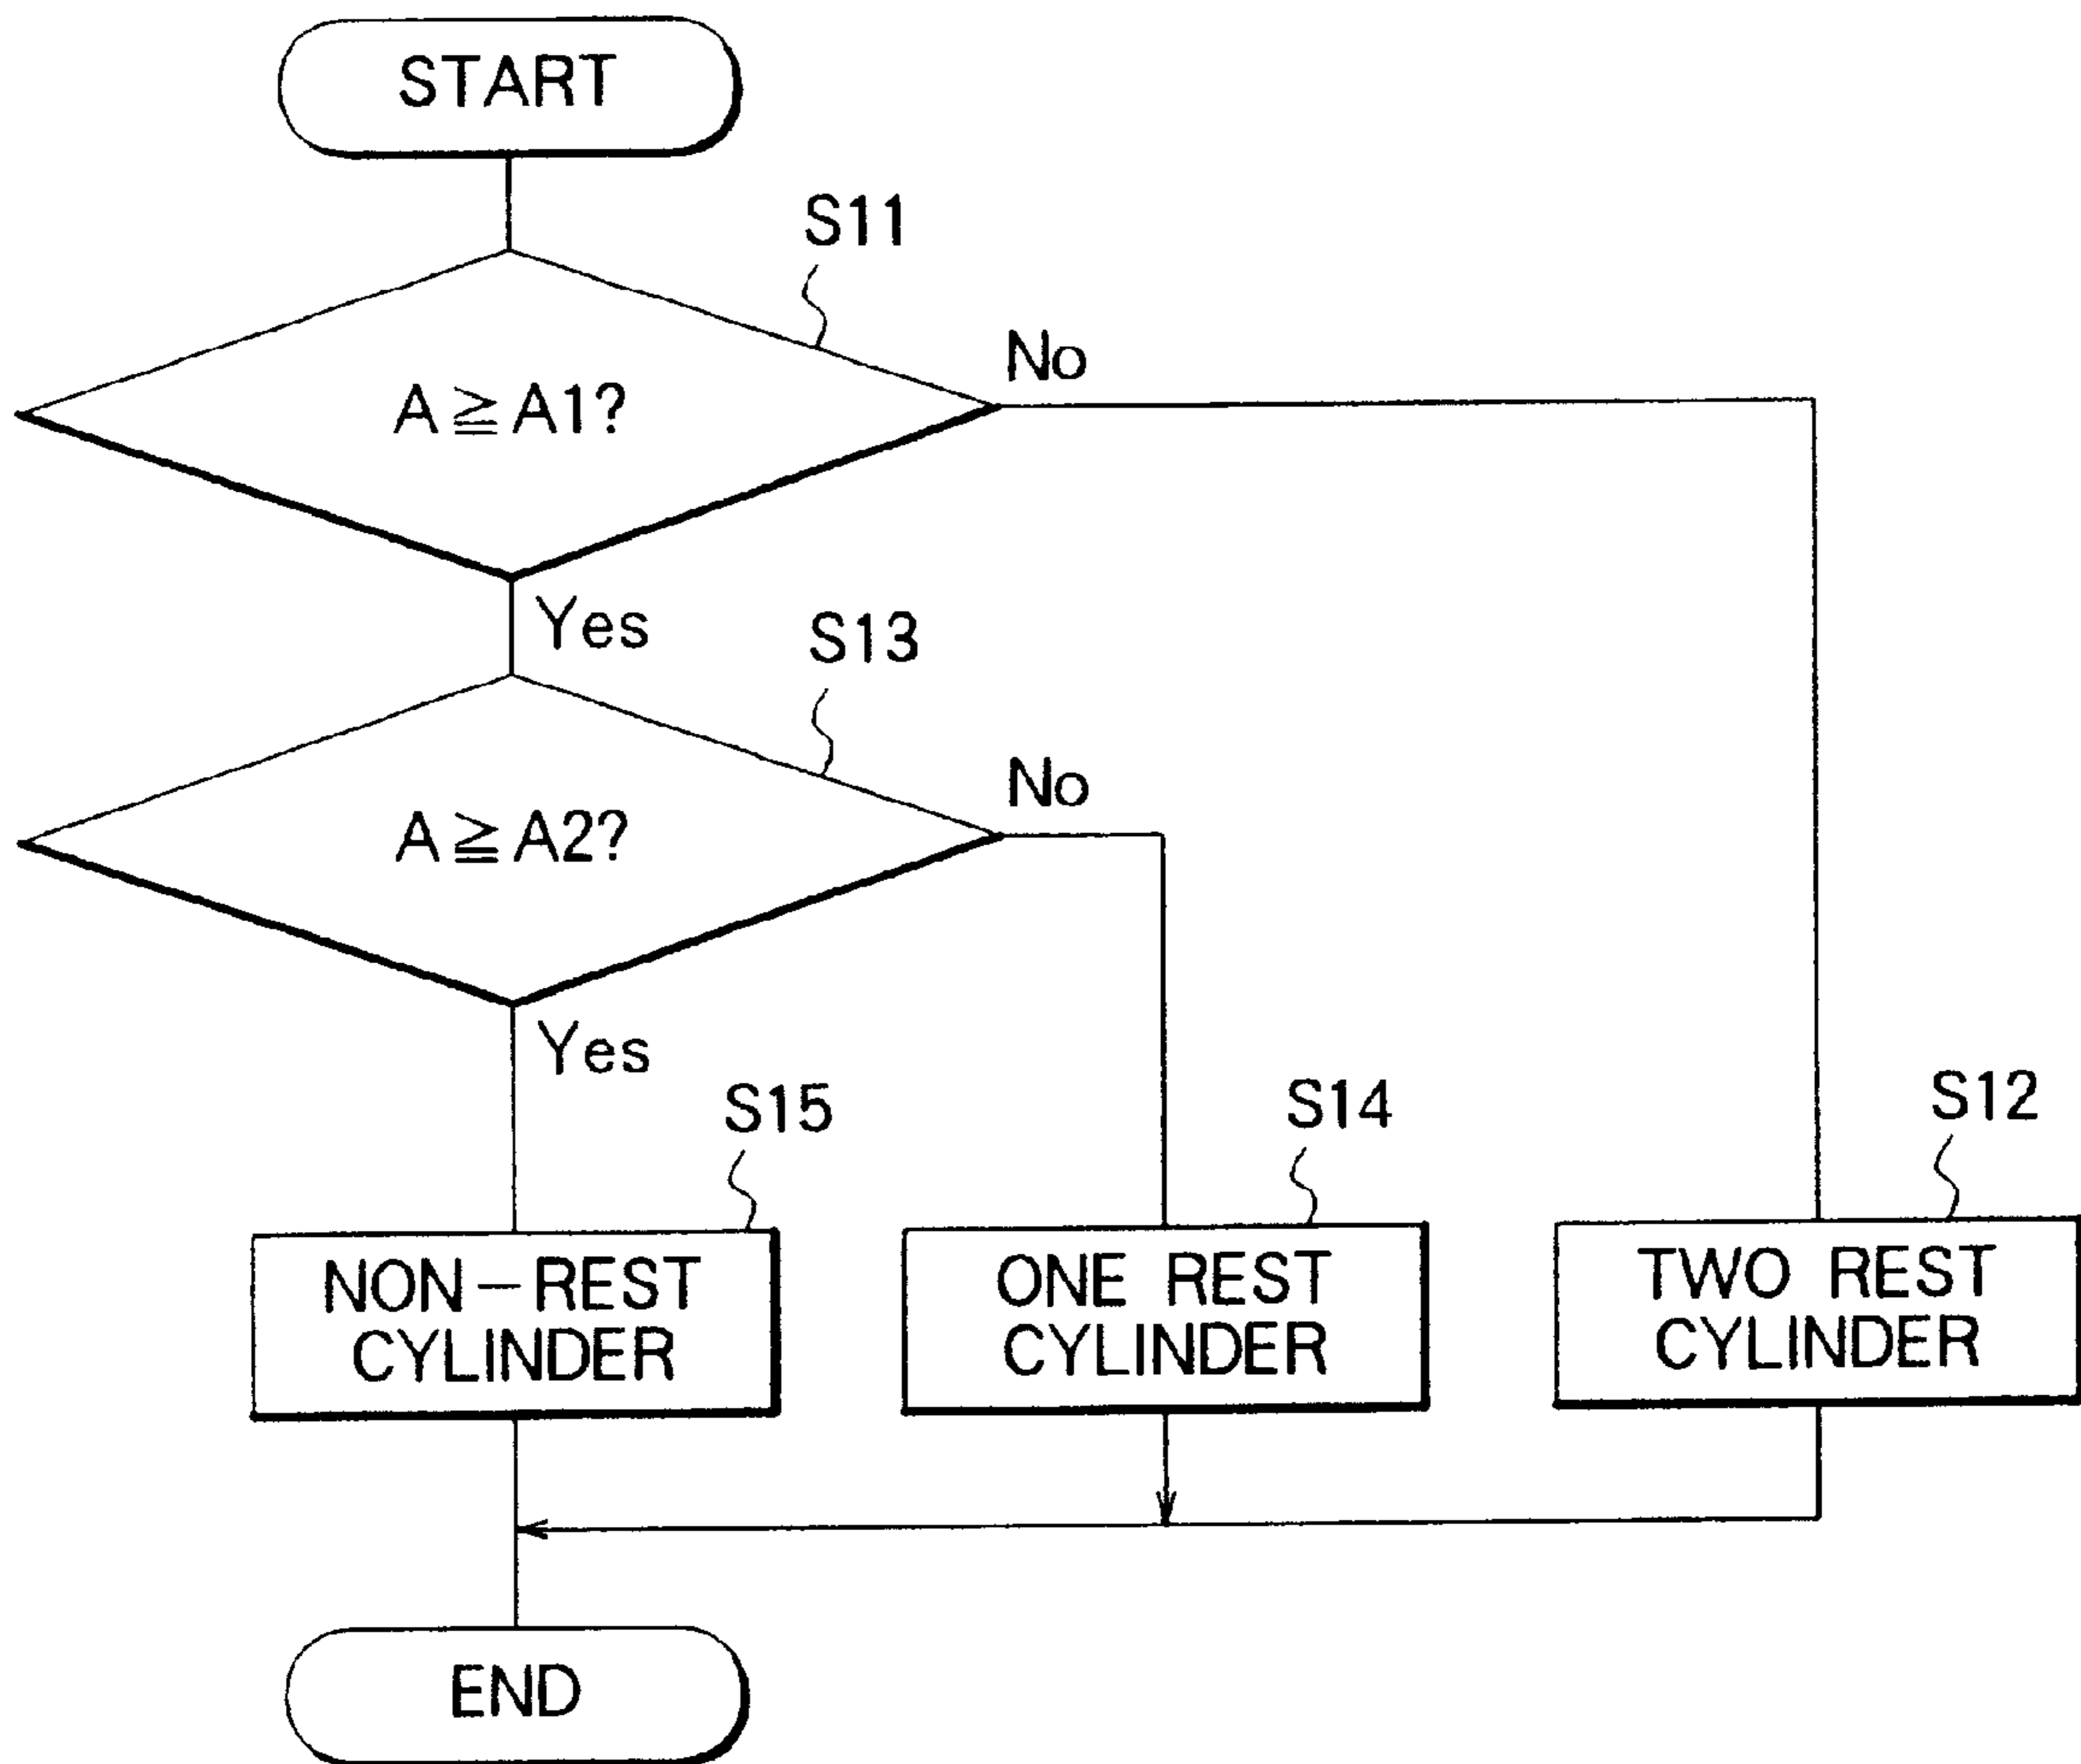 START
S11
A ≧ A1?
No
Yes
S13
A ≧ A2?
No
Yes
S15
S14
S12
NON-REST
CYLINDER
ONE REST
CYLINDER
TWO REST
CYLINDER
END